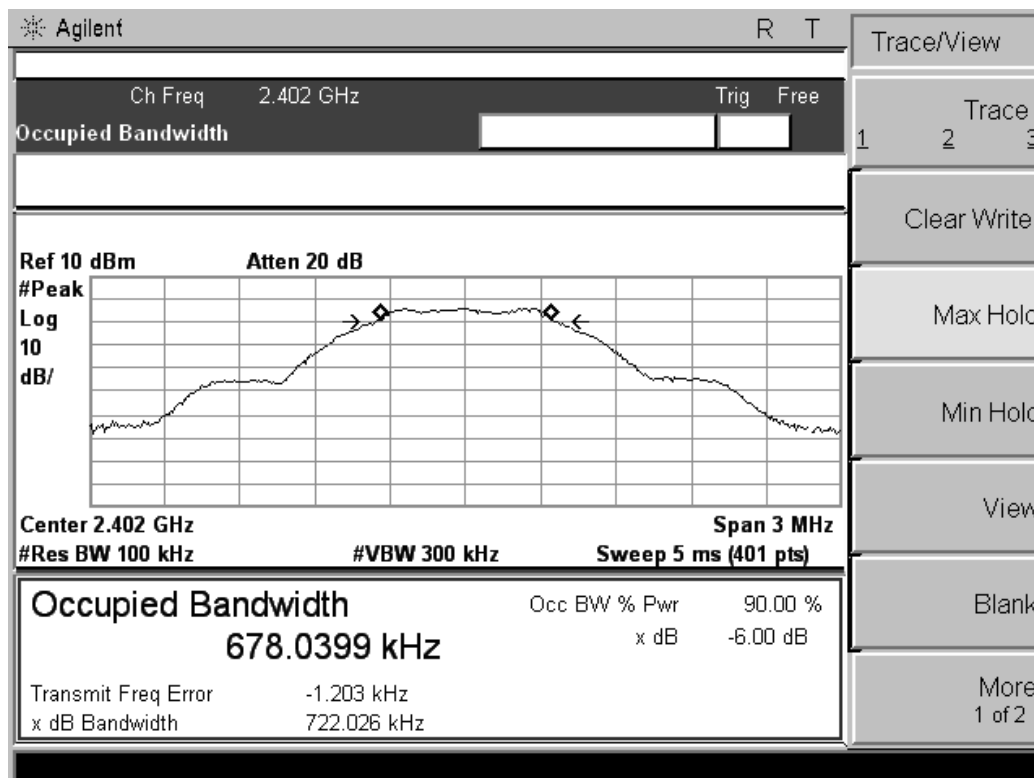 Agilent R T
Ch Freq 2.402 GHz Trig Free
Occupied Bandwidth
Ref 10 dBm Atten 20 dB
#Peak
Log
10
dB/
Center 2.402 GHz Span 3 MHz
#Res BW 100 kHz #VBW 300 kHz Sweep 5 ms (401 pts)
Occupied Bandwidth
678.0399 kHz
Occ BW % Pwr 90.00 %
x dB -6.00 dB
Transmit Freq Error -1.203 kHz
x dB Bandwidth 722.026 kHz
Trace/View
Trace
1 2 3
Clear Write
Max Hold
Min Hold
View
Blank
More
1 of 2